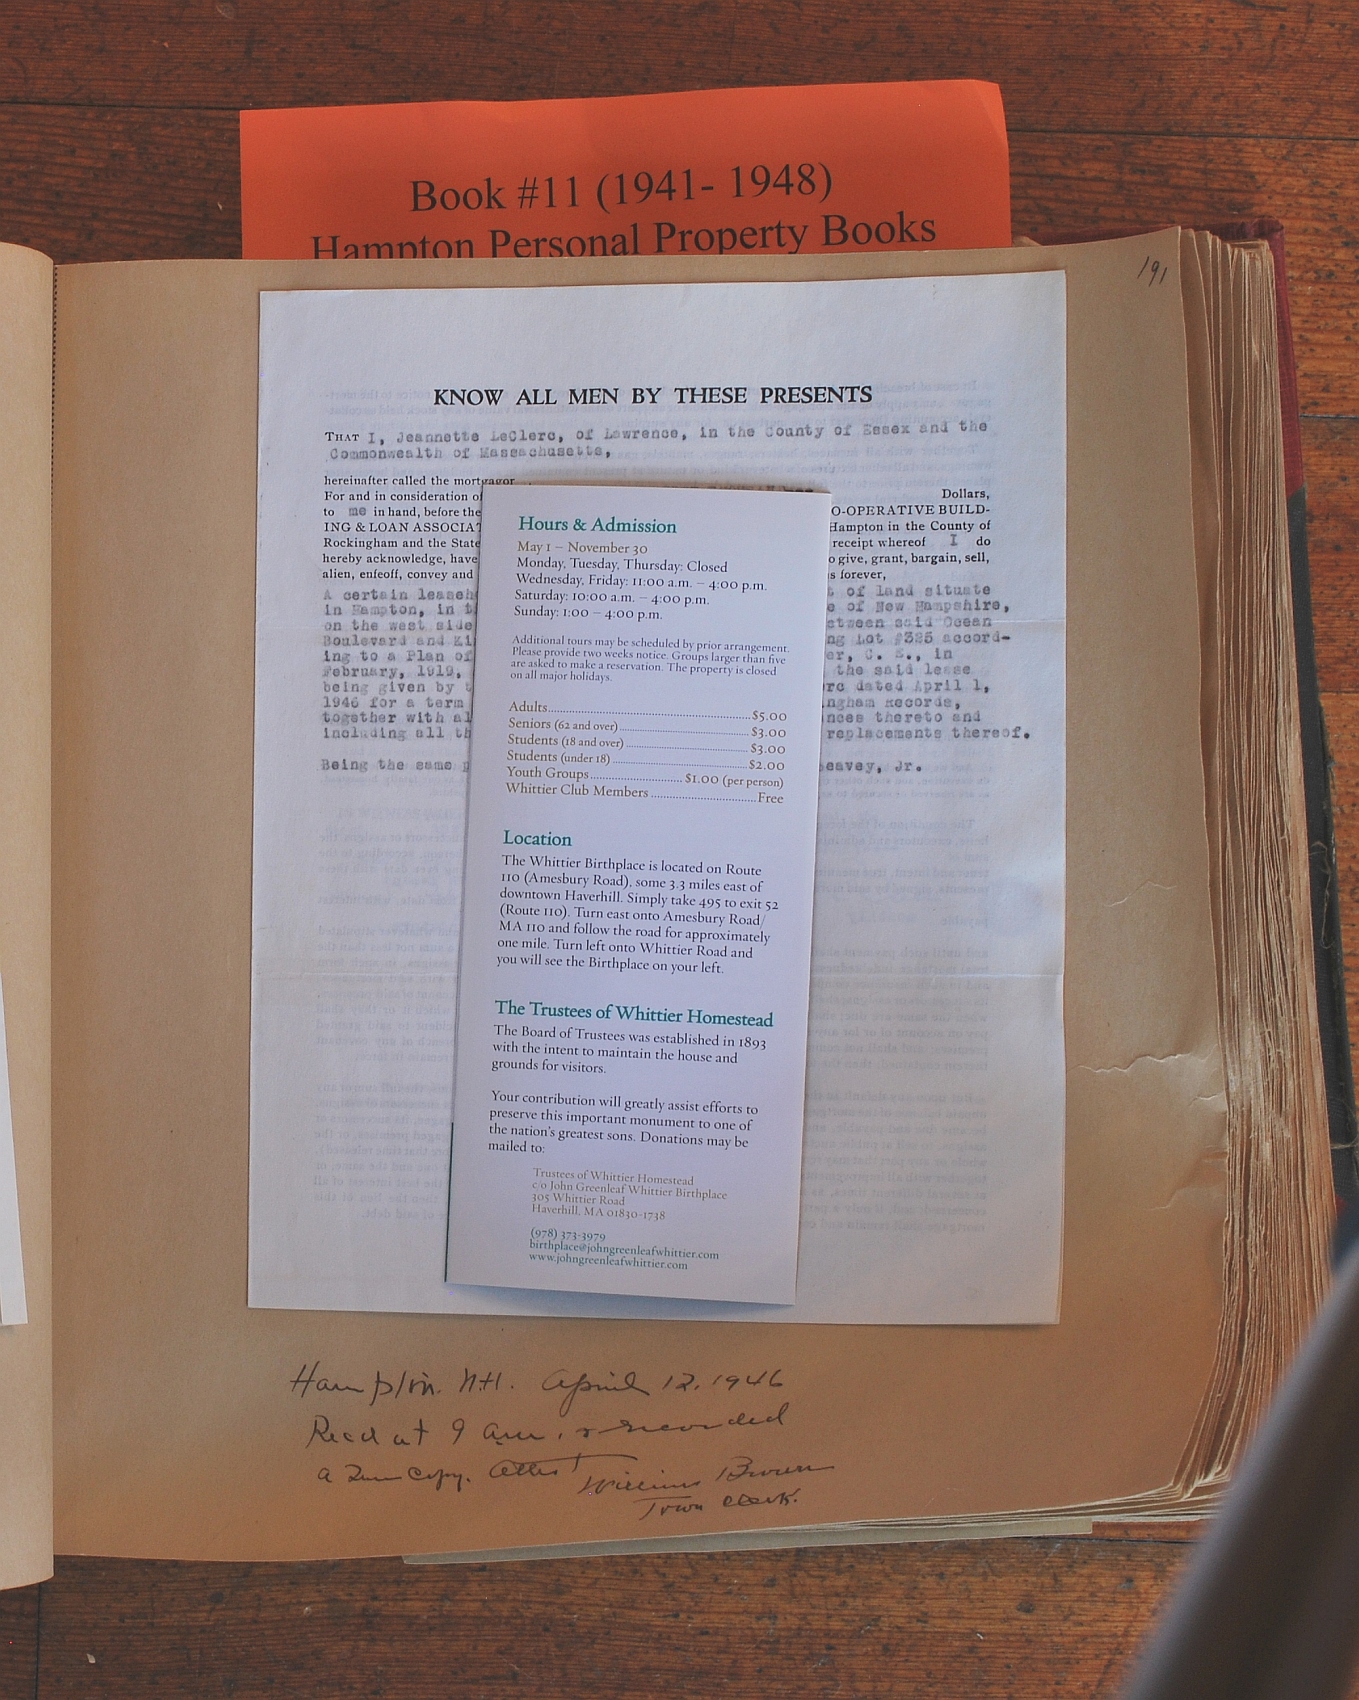 Book #11 (1941- 1948)
Hampton Personal Property Books
191
KNOW ALL MEN BY THESE PRESENTS
THAT I, Jeannette LeClerc, of Lawrence, in the County of Essex and the
Commonwealth of Massachusetts,
hereinafter called the mortgagor
For and in consideration of Dollars,
to me in hand, before the O-OPERATIVE BUILD-
ING & LOAN ASSOCIAT Hampton in the County of
Rockingham and the State receipt whereof I do
hereby acknowledge, have o give, grant, bargain, sell,
alien, enfeoff, convey and s forever,
A certain leaseh of land situate
in Hampton, in t e of New Hampshire,
on the west side etween said Ocean
Boulevard and Ki ng Lot #325 accord-
ing to a Plan of er, C. E., in
February, 1919, the said lease
being given by t rc dated April 1,
1946 for a term ingham Records,
together with al nces thereto and
including all th replacements thereof.
Being the same p eavey, Jr.
Hours & Admission
May 1 – November 30
Monday, Tuesday, Thursday: Closed
Wednesday, Friday: 11:00 a.m. – 4:00 p.m.
Saturday: 10:00 a.m. – 4:00 p.m.
Sunday: 1:00 – 4:00 p.m.
Additional tours may be scheduled by prior arrangement.
Please provide two weeks notice. Groups larger than five
are asked to make a reservation. The property is closed
on all major holidays.
Adults $5.00
Seniors (62 and over) $3.00
Students (18 and over) $3.00
Students (under 18) $2.00
Youth Groups $1.00 (per person)
Whittier Club Members Free
Location
The Whittier Birthplace is located on Route
110 (Amesbury Road), some 3.3 miles east of
downtown Haverhill. Simply take 495 to exit 52
(Route 110). Turn east onto Amesbury Road/
MA 110 and follow the road for approximately
one mile. Turn left onto Whittier Road and
you will see the Birthplace on your left.
The Trustees of Whittier Homestead
The Board of Trustees was established in 1893
with the intent to maintain the house and
grounds for visitors.
Your contribution will greatly assist efforts to
preserve this important monument to one of
the nation's greatest sons. Donations may be
mailed to:
Trustees of Whittier Homestead
c/o John Greenleaf Whittier Birthplace
305 Whittier Road
Haverhill, MA 01830-1738
(978) 373-3979
birthplace@johngreenleafwhittier.com
www.johngreenleafwhittier.com
Hampton. N.H. April 12, 1946
Recd at 9 am, & recorded
a True Copy. Attest William Brown
Town Clerk.